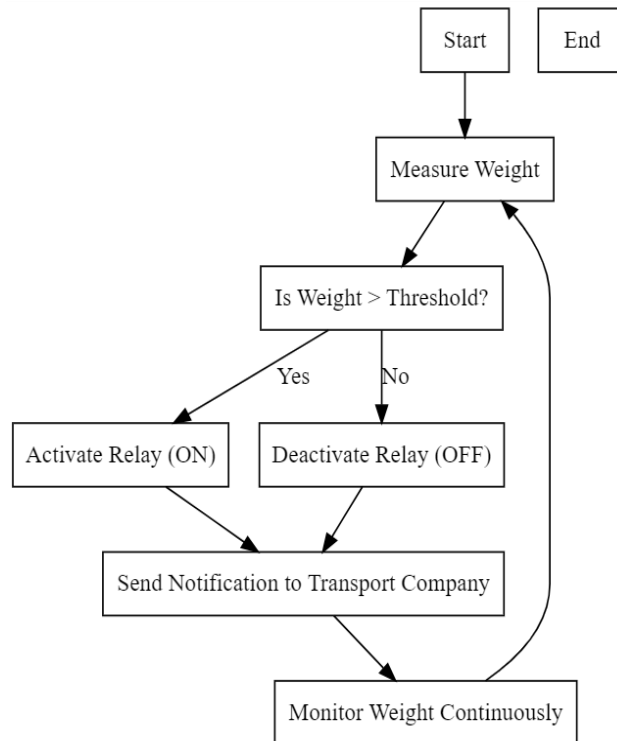 Start
End
Measure Weight
Is Weight > Threshold?
Yes
No
Activate Relay (ON)
Deactivate Relay (OFF)
Send Notification to Transport Company
Monitor Weight Continuously